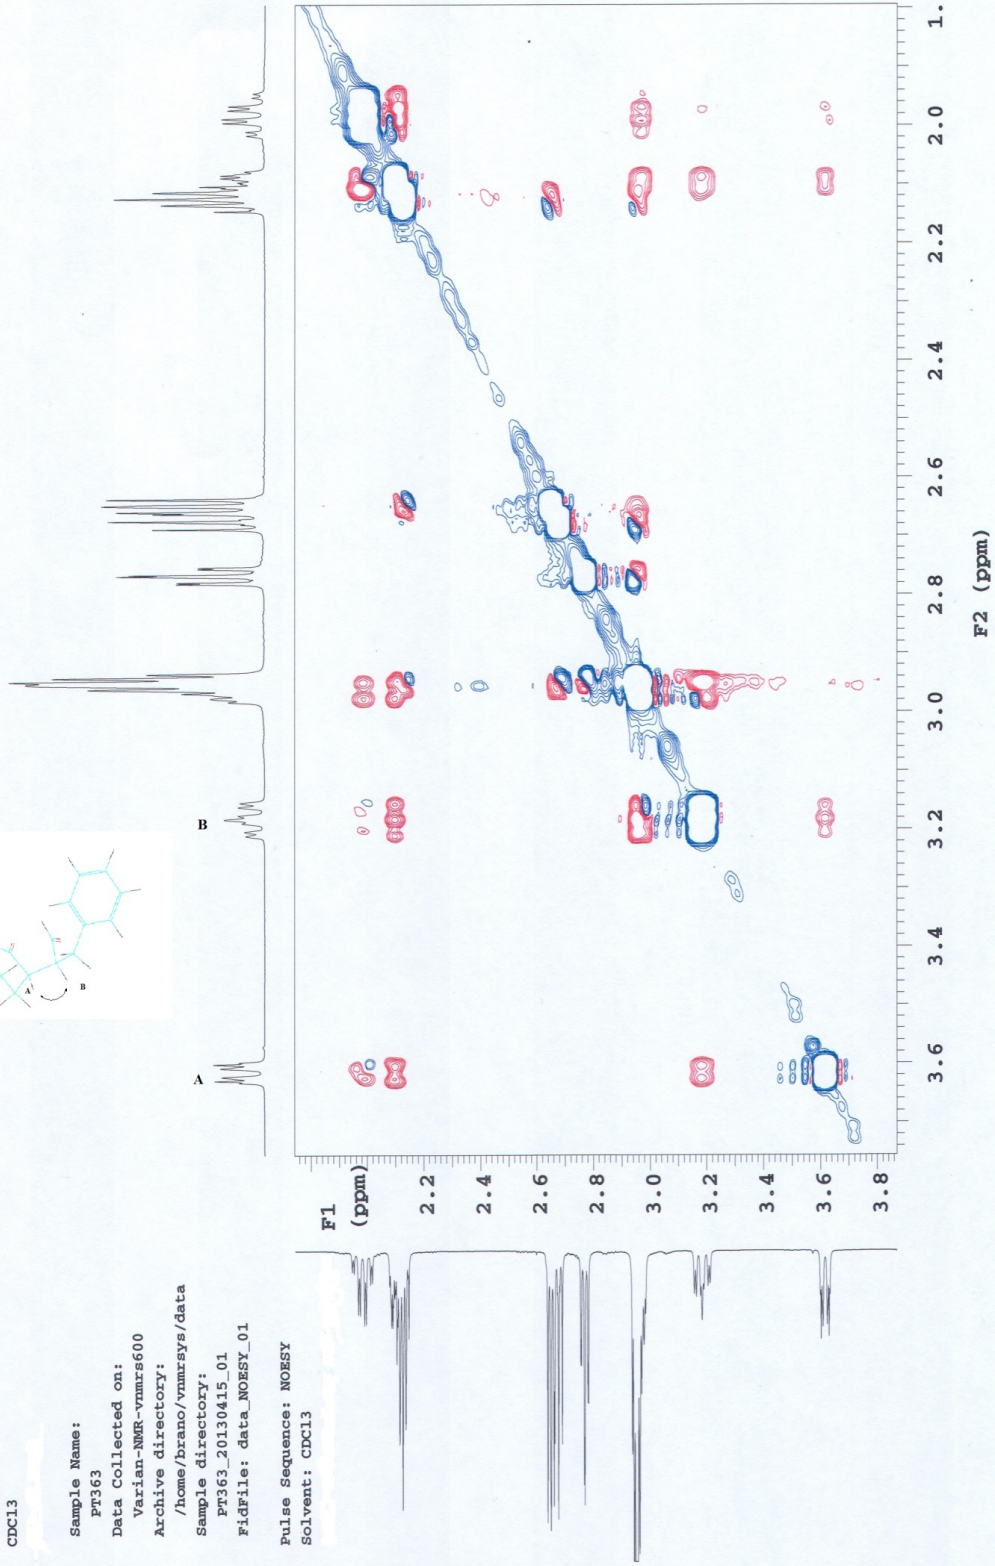 CDCl3
Sample Name:
PT363
Data Collected on:
Varian-NMR-vnmrs600
Archive directory:
/home/brano/vnmrsys/data
Sample directory:
PT363_20130415_01
FidFile: data_NOESY_01
Pulse Sequence: NOESY
Solvent: CDCl3
A
B
A
B
F1
(ppm)
2.2
2.4
2.6
2.8
3.0
3.2
3.4
3.6
3.8
3.6
3.4
3.2
3.0
2.8
2.6
2.4
2.2
2.0
1.
F2 (ppm)